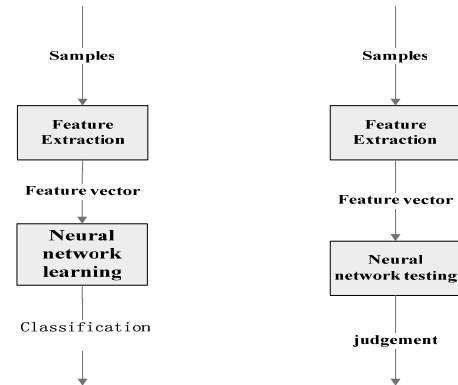 Samples
Feature
Extraction
Feature vector
Neural
network
learning
Classification
Samples
Feature
Extraction
Feature vector
Neural
network testing
judgement